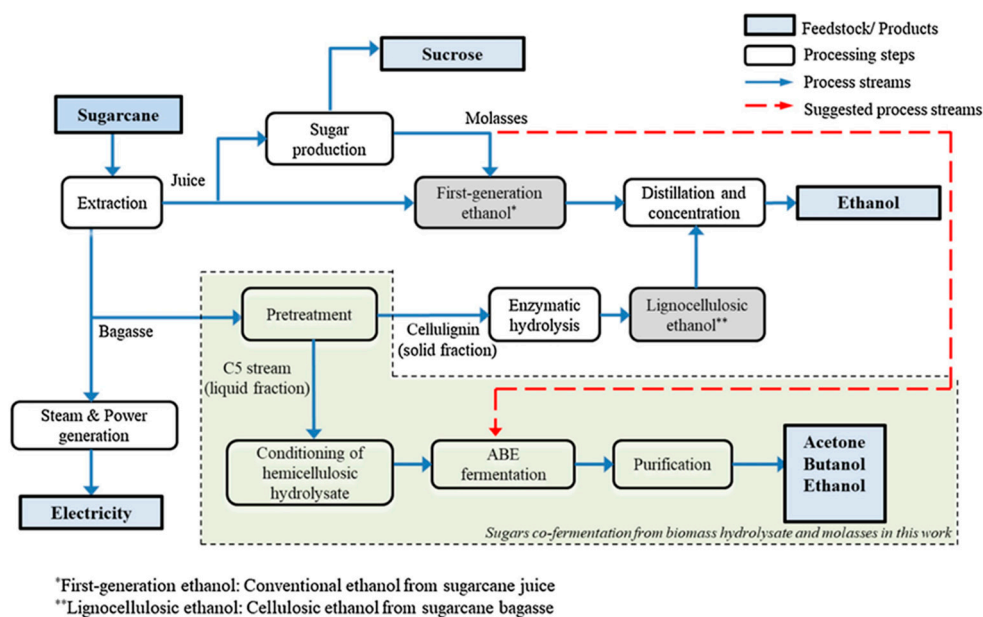 Feedstock/ Products
Processing steps
Process streams
Suggested process streams
Sucrose
Sugarcane
Sugar
production
Molasses
Juice
Extraction
First-generation
ethanol*
Distillation and
concentration
Ethanol
Bagasse
Pretreatment
Cellulignin
(solid fraction)
Enzymatic
hydrolysis
Lignocellulosic
ethanol**
C5 stream
(liquid fraction)
Steam & Power
generation
Electricity
Conditioning of
hemicellulosic
hydrolysate
ABE
fermentation
Purification
Acetone
Butanol
Ethanol
Sugars co-fermentation from biomass hydrolysate and molasses in this work
*First-generation ethanol: Conventional ethanol from sugarcane juice
**Lignocellulosic ethanol: Cellulosic ethanol from sugarcane bagasse